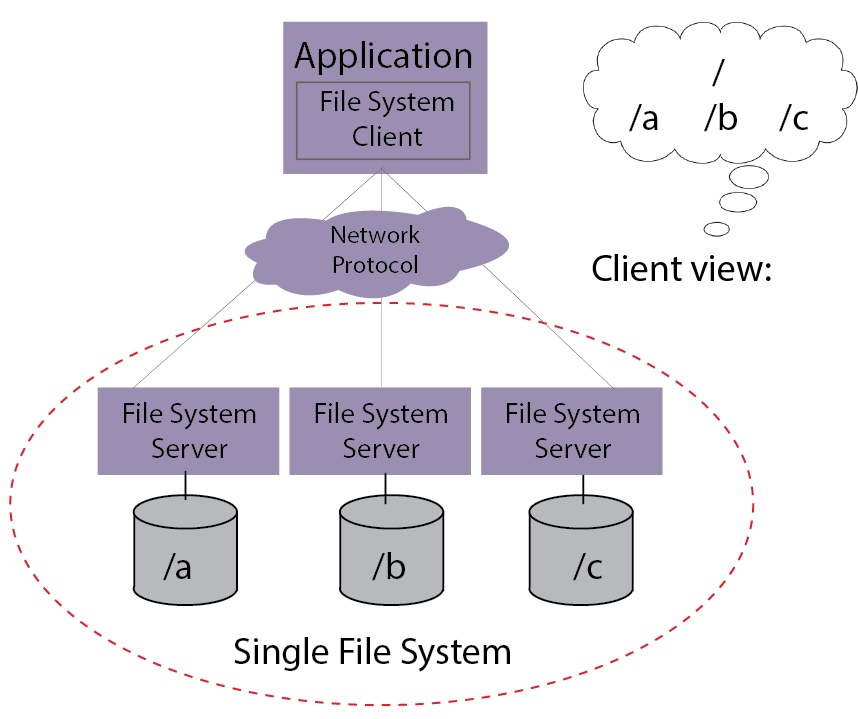 Application
File System
Client
/
/a /b /c
Client view:
Network
Protocol
File System
Server
File System
Server
File System
Server
/a
/b
/c
Single File System